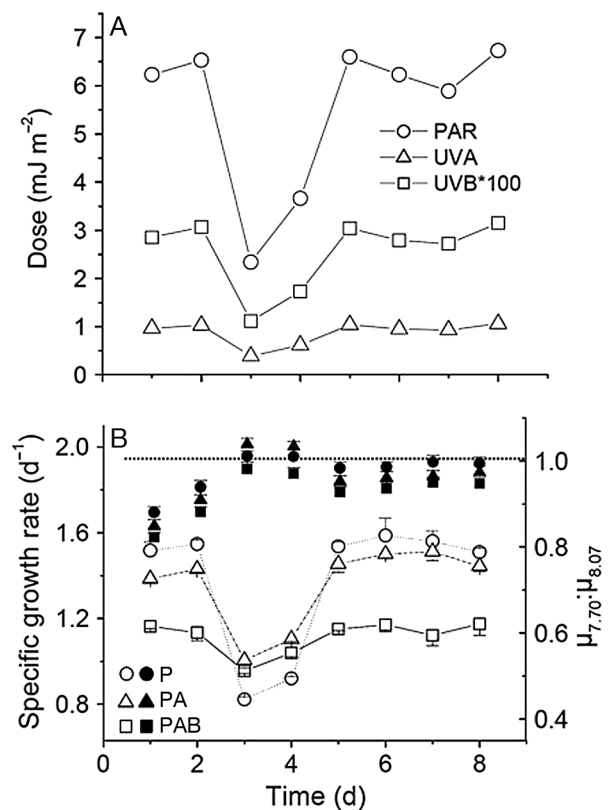 A
7
6
5
4
3
2
1
0
Dose (mJ m⁻²)
PAR
UVA
UVB*100
B
2.0
1.6
1.2
0.8
Specific growth rate (d⁻¹)
1.0
0.8
0.6
0.4
μ7.70:μ8.07
P
PA
PAB
0
2
4
6
8
Time (d)